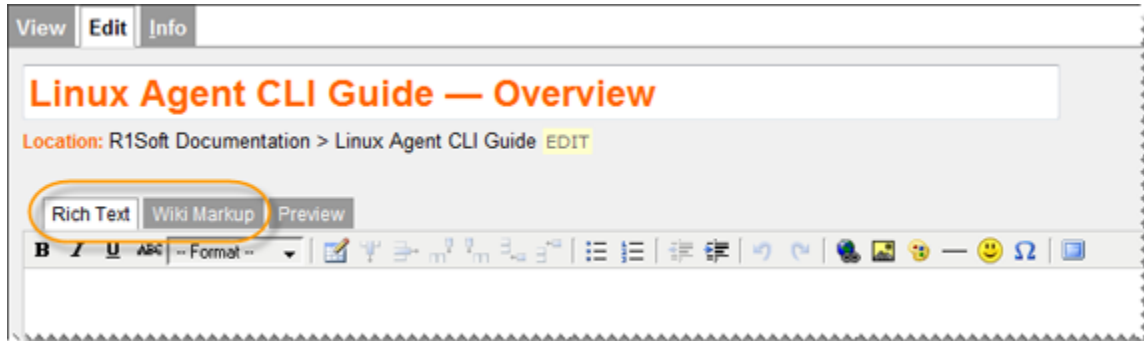 View Edit Info
Linux Agent CLI Guide — Overview
Location: R1Soft Documentation > Linux Agent CLI Guide EDIT
Rich Text Wiki Markup Preview
B I U ABC -- Format -- Ω